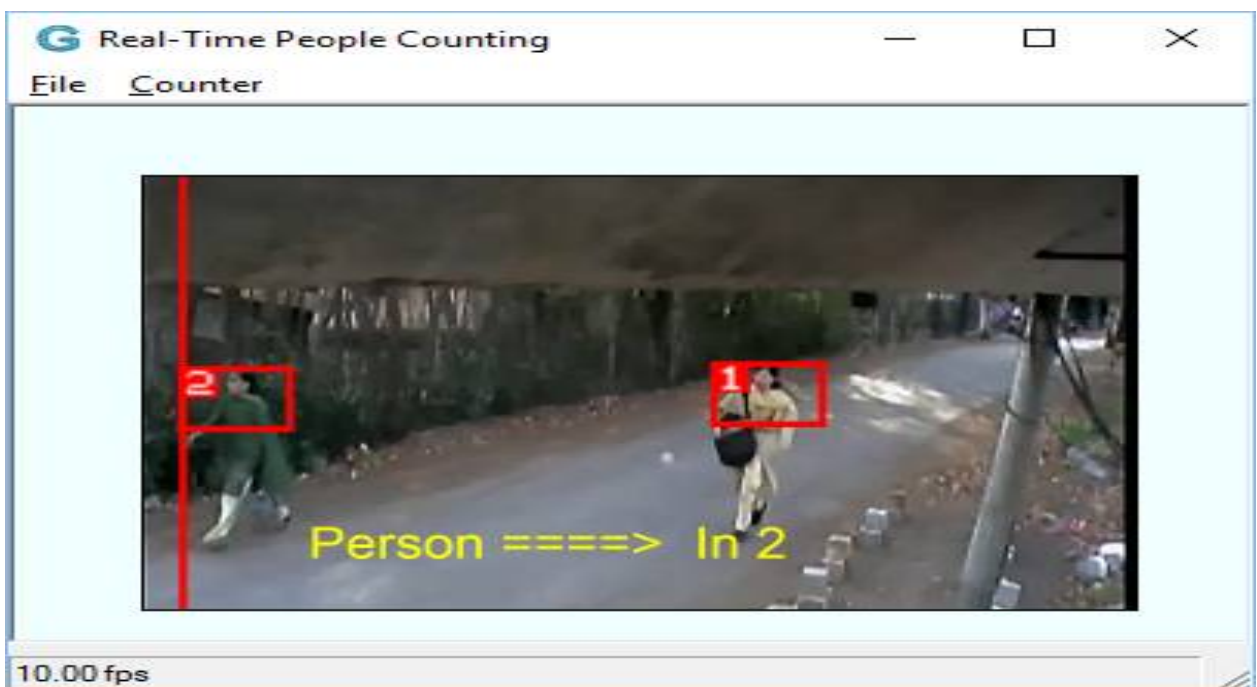 Real-Time People Counting
File Counter
2
1
Person ====> In 2
10.00 fps